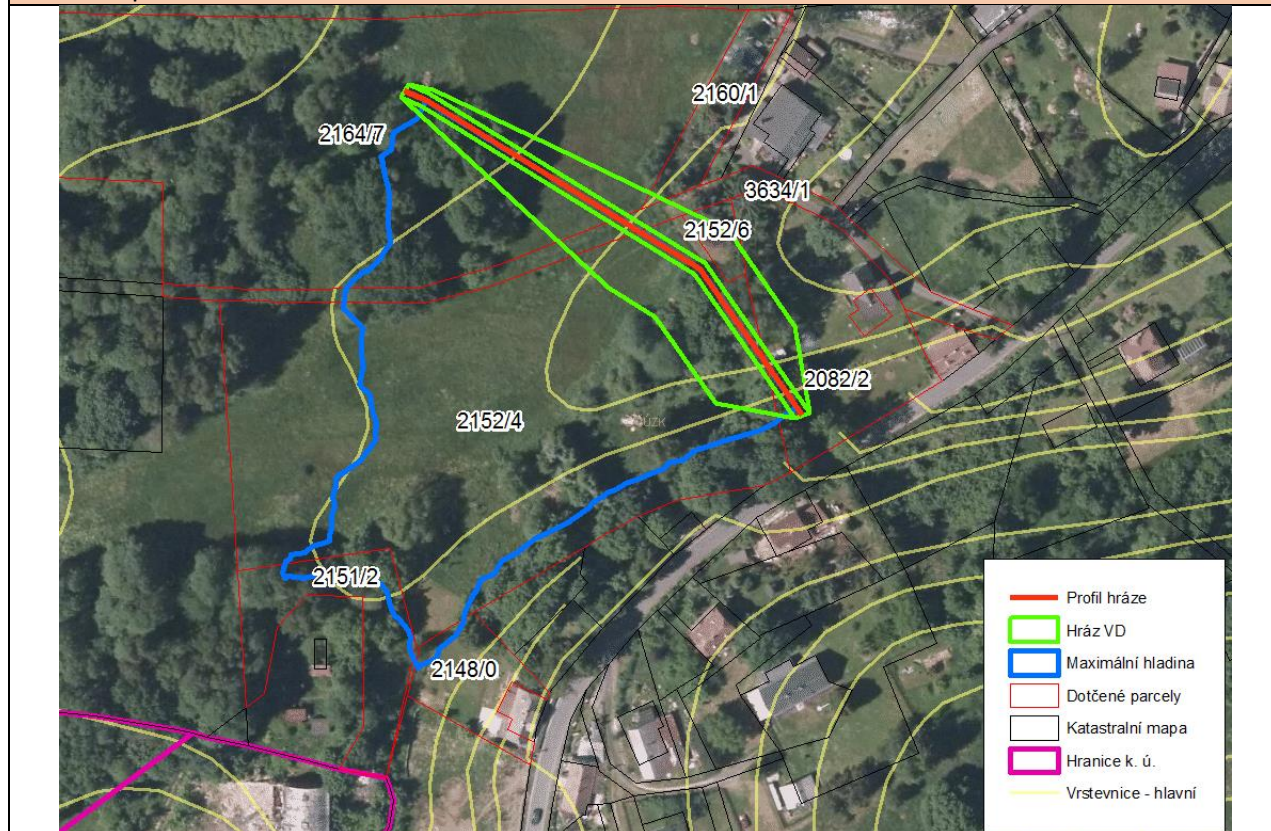 2160/1
2164/7
3634/1
2152/6
2082/2
2152/4
2151/2
2148/0
Profil hráze
Hráz VD
Maximální hladina
Dotčené parcely
Katastralní mapa
Hranice k. ú.
Vrstevnice - hlavní